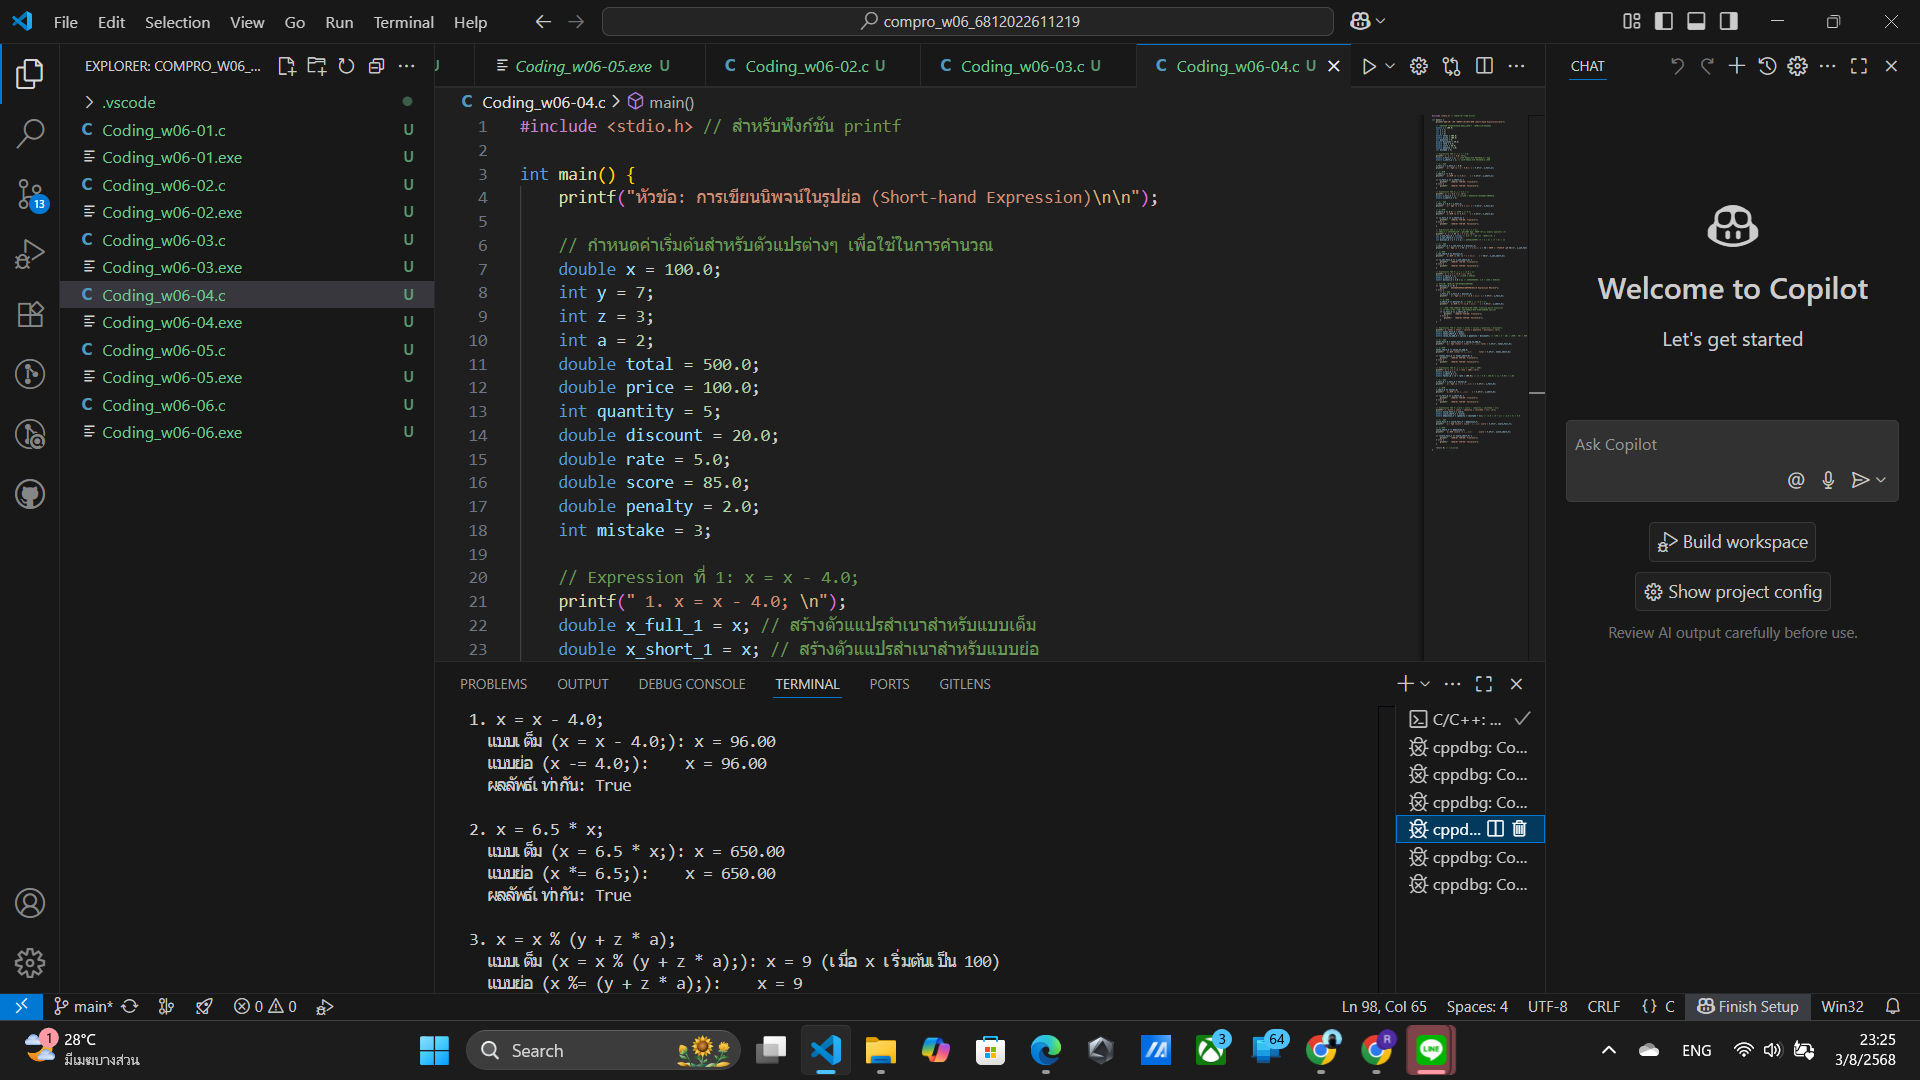 File Edit Selection View Go Run Terminal Help
compro_w06_6812022611219
EXPLORER: COMPRO_W06_...
.vscode
C Coding_w06-01.c U
Coding_w06-01.exe U
C Coding_w06-02.c U
Coding_w06-02.exe U
C Coding_w06-03.c U
Coding_w06-03.exe U
C Coding_w06-04.c U
Coding_w06-04.exe U
C Coding_w06-05.c U
Coding_w06-05.exe U
C Coding_w06-06.c U
Coding_w06-06.exe U
13
U Coding_w06-05.exe U C Coding_w06-02.c U C Coding_w06-03.c U C Coding_w06-04.c U
C Coding_w06-04.c > main()
1 #include <stdio.h> // สำหรับฟังก์ชัน printf
2
3 int main() {
4 printf("หัวข้อ: การเขียนนิพจน์ในรูปย่อ (Short-hand Expression)\n\n");
5
6 // กำหนดค่าเริ่มต้นสำหรับตัวแปรต่างๆ เพื่อใช้ในการคำนวณ
7 double x = 100.0;
8 int y = 7;
9 int z = 3;
10 int a = 2;
11 double total = 500.0;
12 double price = 100.0;
13 int quantity = 5;
14 double discount = 20.0;
15 double rate = 5.0;
16 double score = 85.0;
17 double penalty = 2.0;
18 int mistake = 3;
19
20 // Expression ที่ 1: x = x - 4.0;
21 printf(" 1. x = x - 4.0; \n");
22 double x_full_1 = x; // สร้างตัวแแปรสำเนาสำหรับแบบเต็ม
23 double x_short_1 = x; // สร้างตัวแแปรสำเนาสำหรับแบบย่อ
PROBLEMS OUTPUT DEBUG CONSOLE TERMINAL PORTS GITLENS
1. x = x - 4.0;
แบบเต็ม (x = x - 4.0;): x = 96.00
แบบย่อ (x -= 4.0;): x = 96.00
ผลลัพธ์เท่ากัน: True
2. x = 6.5 * x;
แบบเต็ม (x = 6.5 * x;): x = 650.00
แบบย่อ (x *= 6.5;): x = 650.00
ผลลัพธ์เท่ากัน: True
3. x = x % (y + z * a);
แบบเต็ม (x = x % (y + z * a);): x = 9 (เมื่อ x เริ่มต้นเป็น 100)
แบบย่อ (x %= (y + z * a);): x = 9
C/C++: ...
cppdbg: Co...
cppdbg: Co...
cppdbg: Co...
cppd...
cppdbg: Co...
cppdbg: Co...
CHAT
Welcome to Copilot
Let's get started
Ask Copilot
@
Build workspace
Show project config
Review AI output carefully before use.
main* 0 0 Ln 98, Col 65 Spaces: 4 UTF-8 CRLF {} C Finish Setup Win32
1 28°C
มีเมฆบางส่วน
Search
3
64
R
LINE
ENG
23:25
3/8/2568